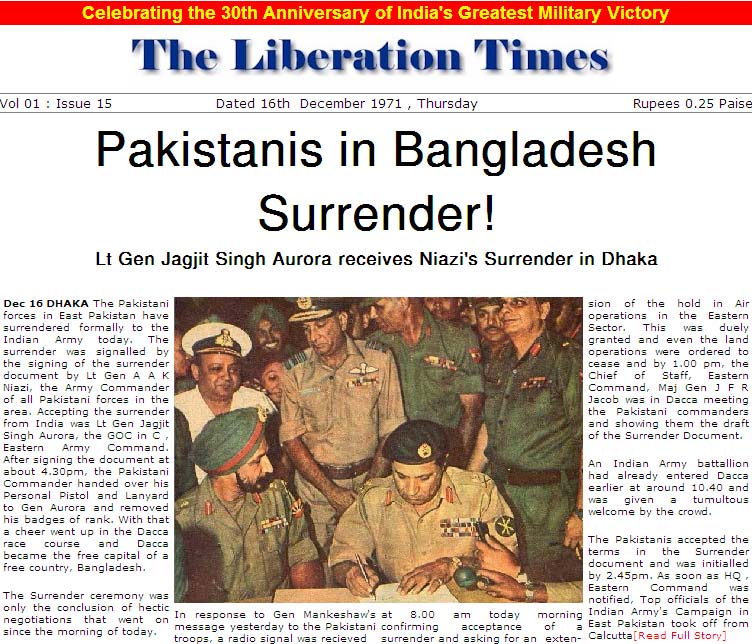 Celebrating the 30th Anniversary of India's Greatest Military Victory
The Liberation Times
Vol 01 : Issue 15 Dated 16th December 1971 , Thursday Rupees 0.25 Paise
Pakistanis in Bangladesh
Surrender!
Lt Gen Jagjit Singh Aurora receives Niazi's Surrender in Dhaka
Dec 16 DHAKA The Pakistani
forces in East Pakistan have
surrendered formally to the
Indian Army today. The
surrender was signalled by
the signing of the surrender
document by Lt Gen A A K
Niazi, the Army Commander
of all Pakistani forces in the
area. Accepting the surrender
from India was Lt Gen Jagjit
Singh Aurora, the GOC in C ,
Eastern Army Command.
After signing the document at
about 4.30pm, the Pakistani
Commander handed over his
Personal Pistol and Lanyard
to Gen Aurora and removed
his badges of rank. With that
a cheer went up in the Dacca
race course and Dacca
became the free capital of a
free country, Bangladesh.
The Surrender ceremony was
only the conclusion of hectic
negotiations that went on
since the morning of today.
In response to Gen Mankeshaw's
message yesterday to the Pakistani
troops, a radio signal was recieved
at 8.00 am today morning
confirming acceptance of a
surrender and asking for an exten-
sion of the hold in Air
operations in the Eastern
Sector. This was duely
granted and even the land
operations were ordered to
cease and by 1.00 pm, the
Chief of Staff, Eastern
Command, Maj Gen J F R
Jacob was in Dacca meeting
the Pakistani commanders
and showing them the draft
of the Surrender Document.
An Indian Army battallion
had already entered Dacca
earlier at around 10.40 and
was given a tumultous
welcome by the crowd.
The Pakistanis accepted the
terms in the Surrender
document and was initialled
by 2.45pm. As soon as HQ ,
Eastern Command was
notified, Top officials of the
Indian Army's Campaign in
East Pakistan took off from
Calcutta[Read Full Story]